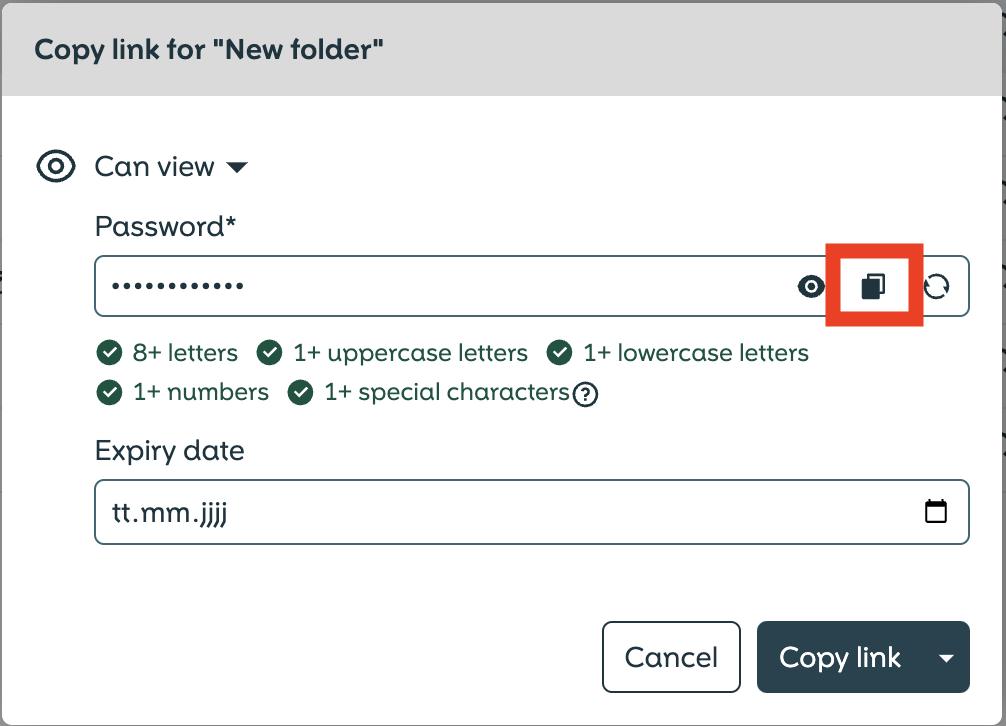 Copy link for "New folder"
Can view
Password*
••••••••••••
8+ letters 1+ uppercase letters 1+ lowercase letters
1+ numbers 1+ special characters ?
Expiry date
tt.mm.jjjj
Cancel Copy link